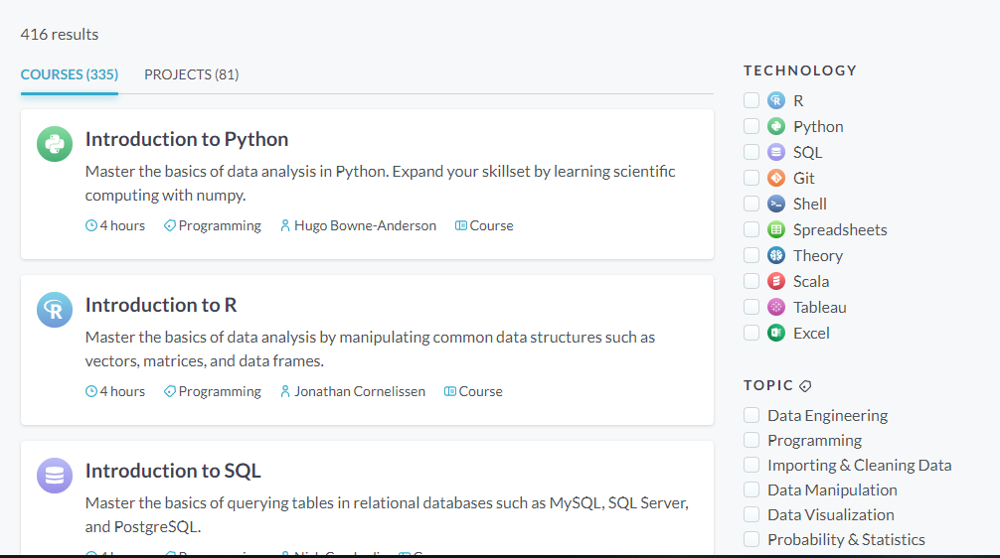 416 results
COURSES (335)
PROJECTS (81)
Introduction to Python
Master the basics of data analysis in Python. Expand your skillset by learning scientific
computing with numpy.
4 hours Programming Hugo Bowne-Anderson Course
Introduction to R
Master the basics of data analysis by manipulating common data structures such as
vectors, matrices, and data frames.
4 hours Programming Jonathan Cornelissen Course
Introduction to SQL
Master the basics of querying tables in relational databases such as MySQL, SQL Server,
and PostgreSQL.
TECHNOLOGY
R
Python
SQL
Git
Shell
Spreadsheets
Theory
Scala
Tableau
Excel
TOPIC
Data Engineering
Programming
Importing & Cleaning Data
Data Manipulation
Data Visualization
Probability & Statistics